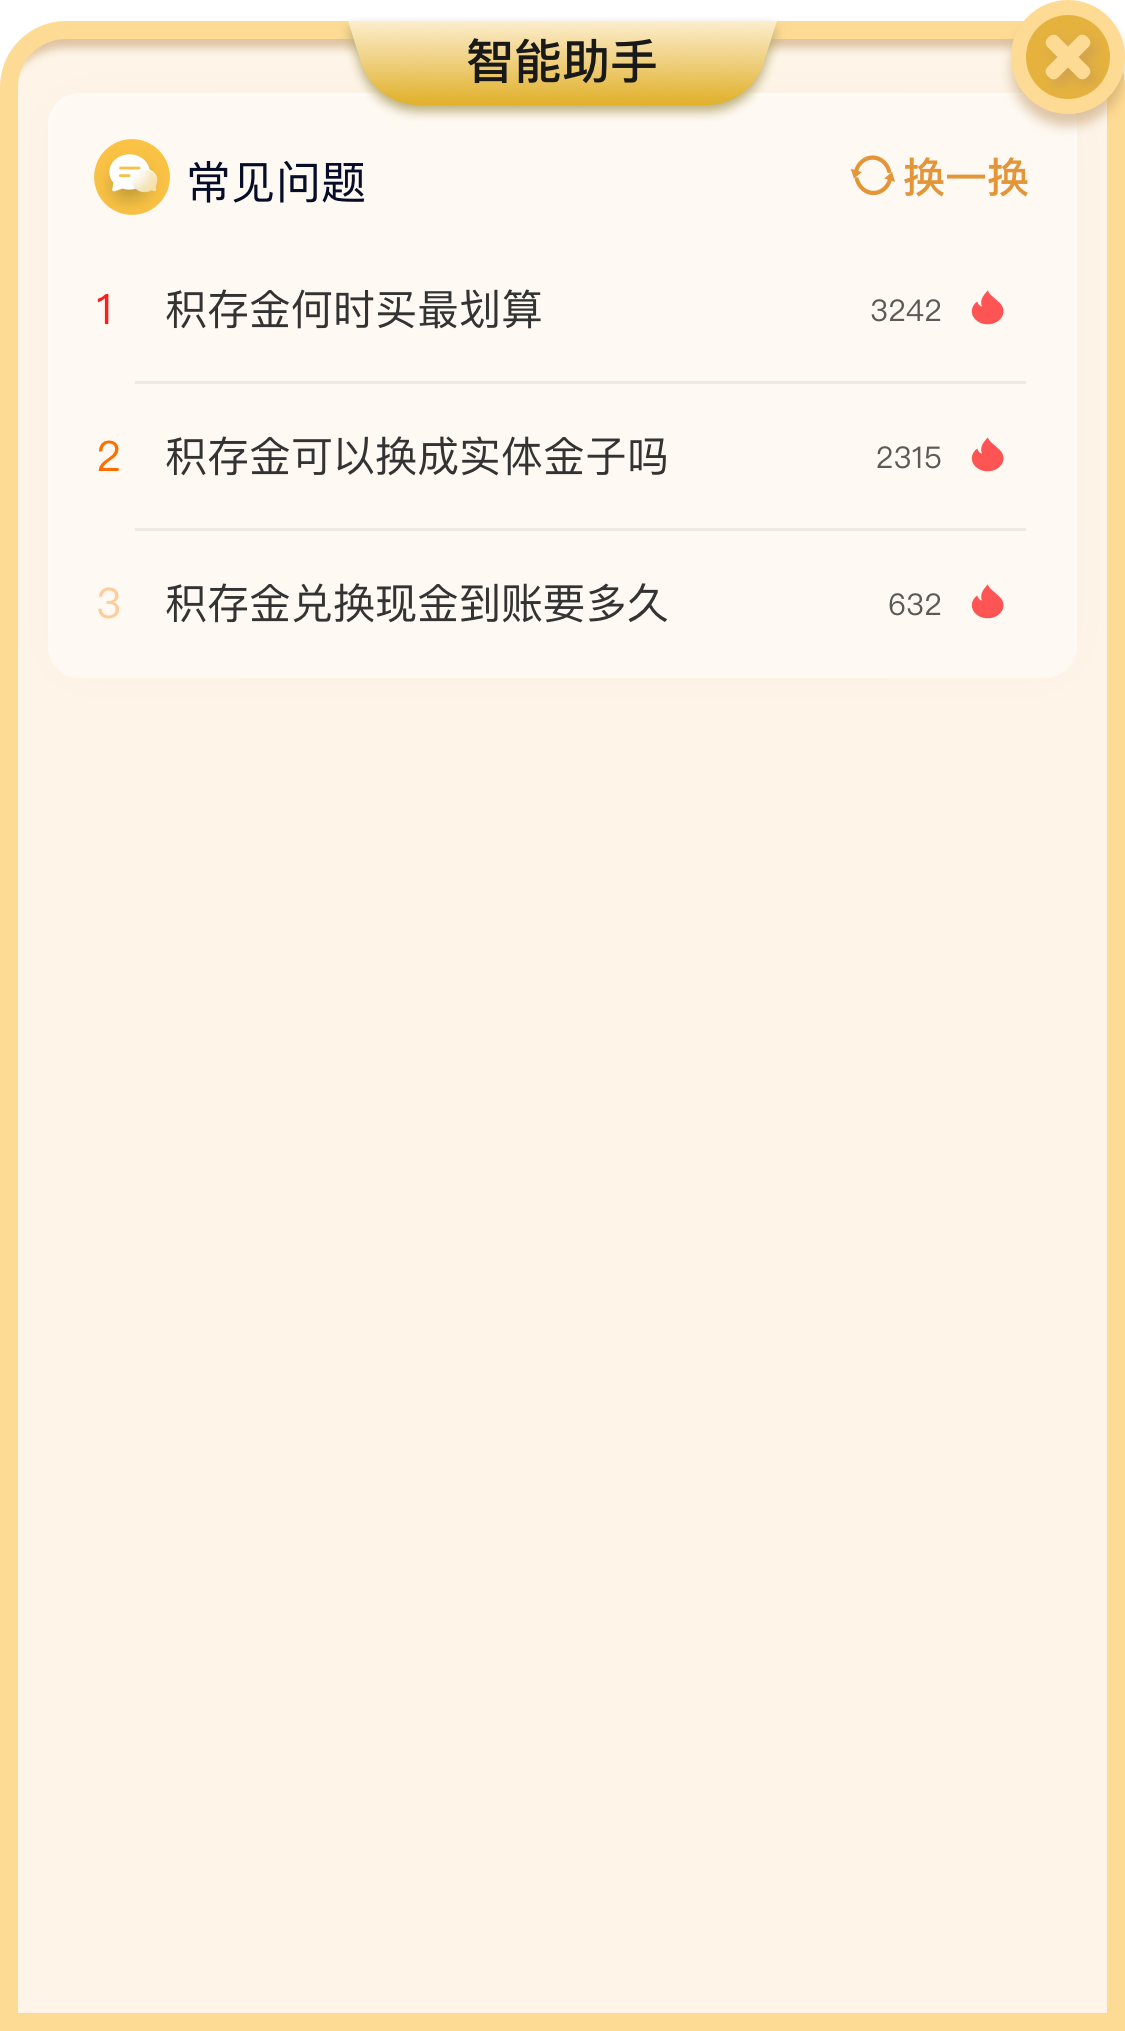 智能助手
常见问题
换一换
1 积存金何时买最划算 3242
2 积存金可以换成实体金子吗 2315
3 积存金兑换现金到账要多久 632